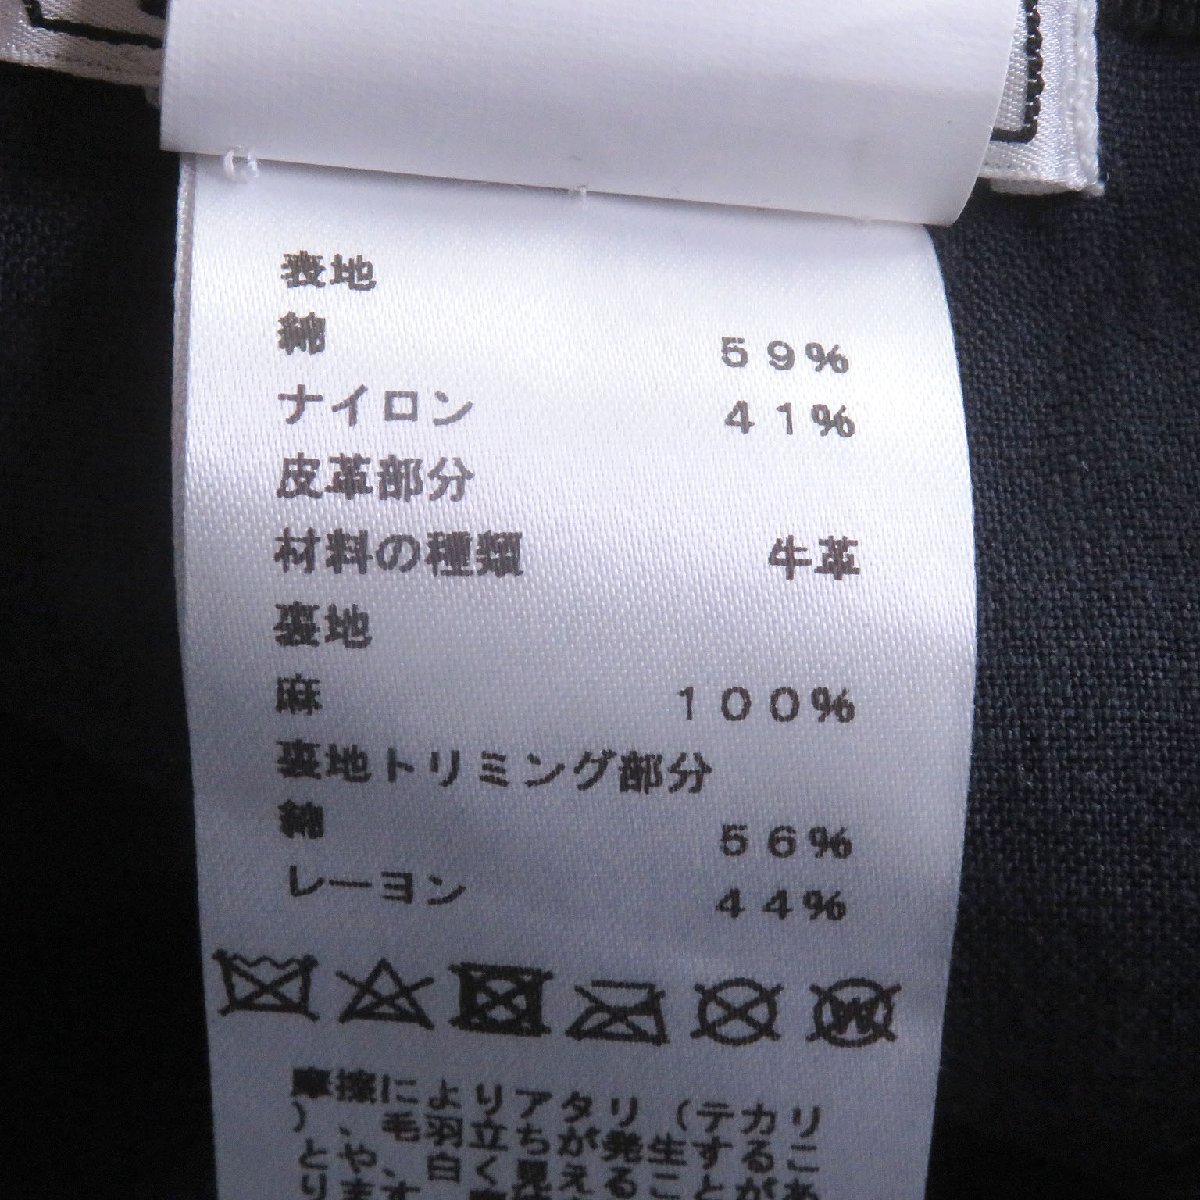 表地
綿 59%
ナイロン 41%
皮革部分
材料の種類 牛革
裏地
麻 100%
裏地トリミング部分
綿 56%
レーヨン 44%
摩擦によりアタリ（テカリ
）、毛羽立ちが発生するこ
とや、白く見えることがあ
ります